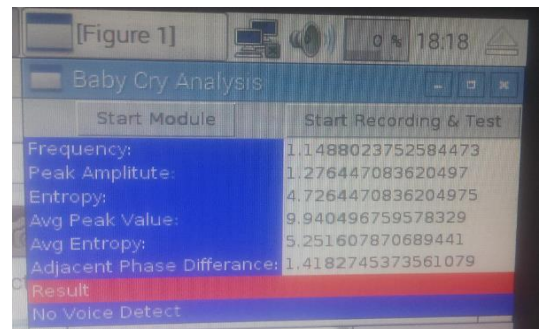 [Figure 1] 0 % 18:18
Baby Cry Analysis
Start Module Start Recording & Test
Frequency: 1.1488023752584473
Peak Amplitute: 1.276447083620497
Entropy: 4.7264470836204975
Avg Peak Value: 9.940496759578329
Avg Entropy: 5.251607870689441
Adjacent Phase Differance: 1.4182745373561079
Result
No Voice Detect